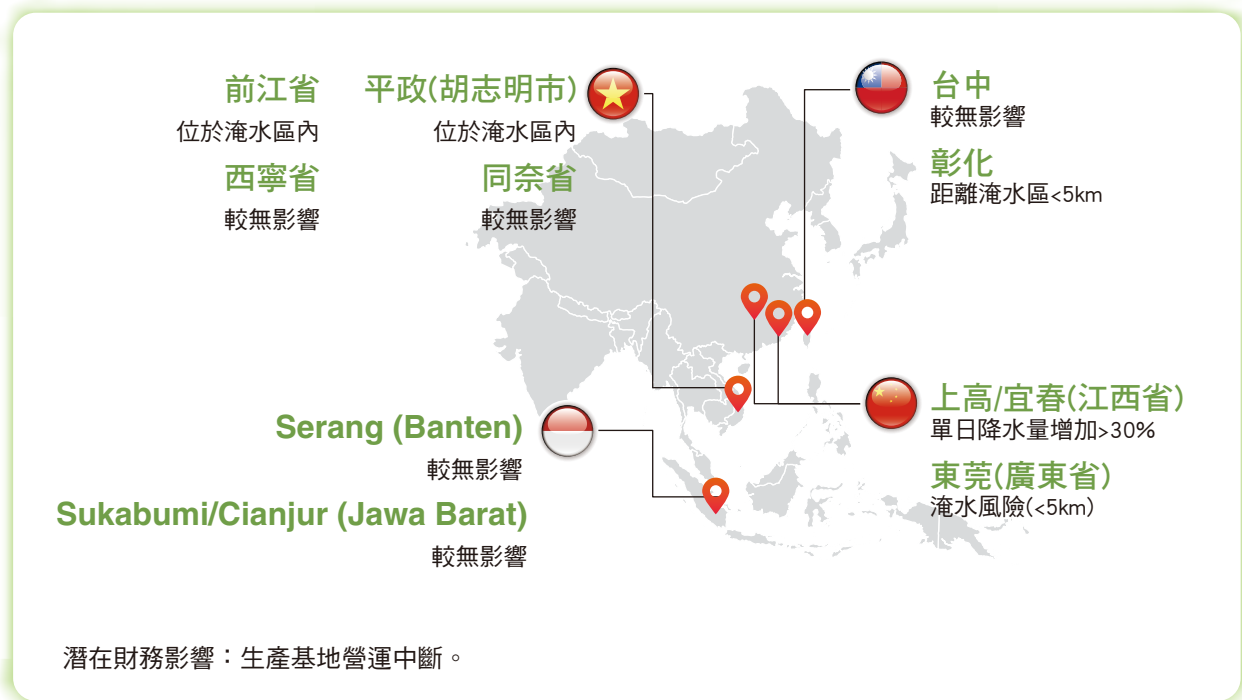 前江省
位於淹水區內
西寧省
較無影響
平政(胡志明市)
位於淹水區內
同奈省
較無影響
台中
較無影響
彰化
距離淹水區<5km
Serang (Banten)
較無影響
Sukabumi/Cianjur (Jawa Barat)
較無影響
上高/宜春(江西省)
單日降水量增加>30%
東莞(廣東省)
淹水風險(<5km)
潛在財務影響：生產基地營運中斷。